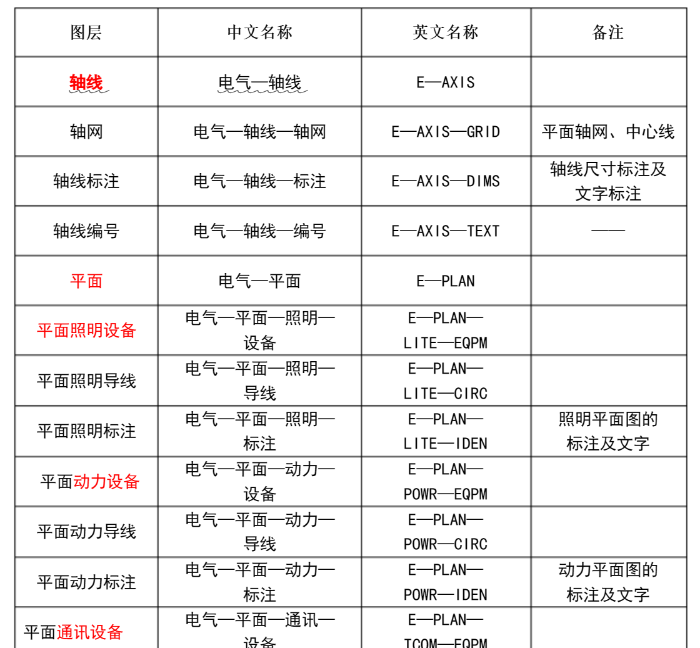 图层 中文名称 英文名称 备注
轴线 电气—轴线 E—AXIS
轴网 电气—轴线—轴网 E—AXIS—GRID 平面轴网、中心线
轴线标注 电气—轴线—标注 E—AXIS—DIMS 轴线尺寸标注及
文字标注
轴线编号 电气—轴线—编号 E—AXIS—TEXT ——
平面 电气—平面 E—PLAN
平面照明设备 电气—平面—照明— E—PLAN—
设备 LITE—EQPM
平面照明导线 电气—平面—照明— E—PLAN—
导线 LITE—CIRC
平面照明标注 电气—平面—照明— E—PLAN— 照明平面图的
标注 LITE—IDEN 标注及文字
平面动力设备 电气—平面—动力— E—PLAN—
设备 POWR—EQPM
平面动力导线 电气—平面—动力— E—PLAN—
导线 POWR—CIRC
平面动力标注 电气—平面—动力— E—PLAN— 动力平面图的
标注 POWR—IDEN 标注及文字
平面通讯设备 电气—平面—通讯— E—PLAN—
设备 TCOM—EQPM